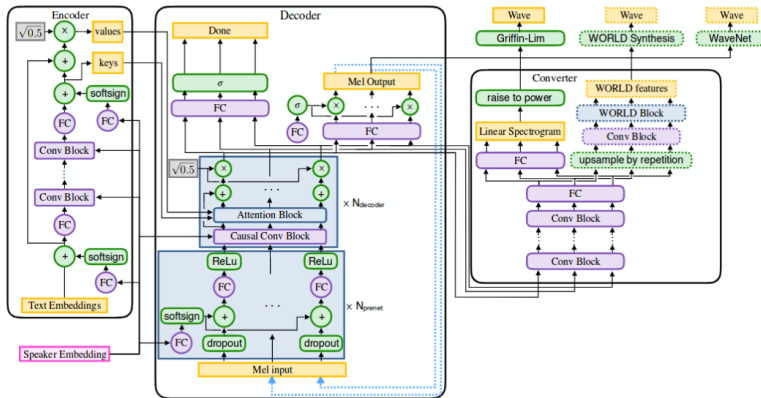 Encoder
√0.5
×
values
+
keys
+
softsign
FC
FC
Conv Block
Conv Block
FC
+
softsign
FC
Text Embeddings
Speaker Embedding
Decoder
Done
σ
FC
Mel Output
σ
×
. . .
×
FC
FC
√0.5
×
×
. . .
+
+
Attention Block
Causal Conv Block
× Ndecoder
ReLu
ReLu
FC
FC
. . .
× Nprenet
softsign
+
+
FC
dropout
dropout
Mel input
Wave
Wave
Wave
Griffin-Lim
WORLD Synthesis
WaveNet
Converter
raise to power
WORLD features
WORLD Block
Linear Spectrogram
Conv Block
FC
upsample by repetition
FC
Conv Block
Conv Block